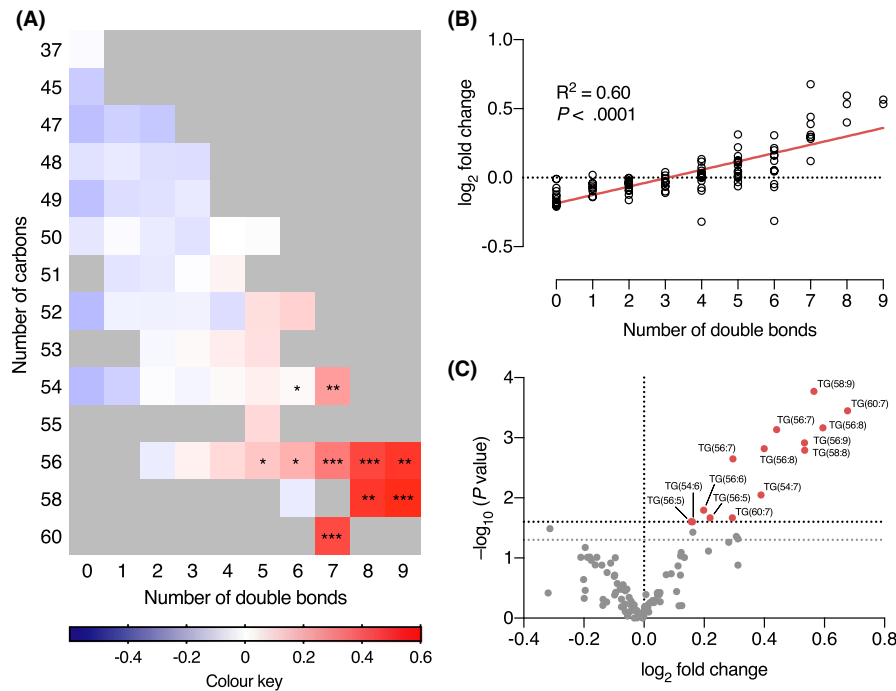 (A)
Number of carbons
37
45
47
48
49
50
51
52
53
54
55
56
58
60
* **
* * *** *** **
** ***
***
0 1 2 3 4 5 6 7 8 9
Number of double bonds
-0.4 -0.2 0 0.2 0.4 0.6
Colour key
(B)
log2 fold change
1.0
0.5
0.0
-0.5
R2 = 0.60
P < .0001
0 1 2 3 4 5 6 7 8 9
Number of double bonds
(C)
–log10 (P value)
4
3
2
1
0
TG(58:9)
TG(60:7)
TG(56:7)
TG(56:8)
TG(56:7)
TG(56:9)
TG(56:8)
TG(58:8)
TG(54:6)
TG(56:6)
TG(54:7)
TG(56:5)
TG(56:5)
TG(60:7)
-0.4 -0.2 0.0 0.2 0.4 0.6 0.8
log2 fold change